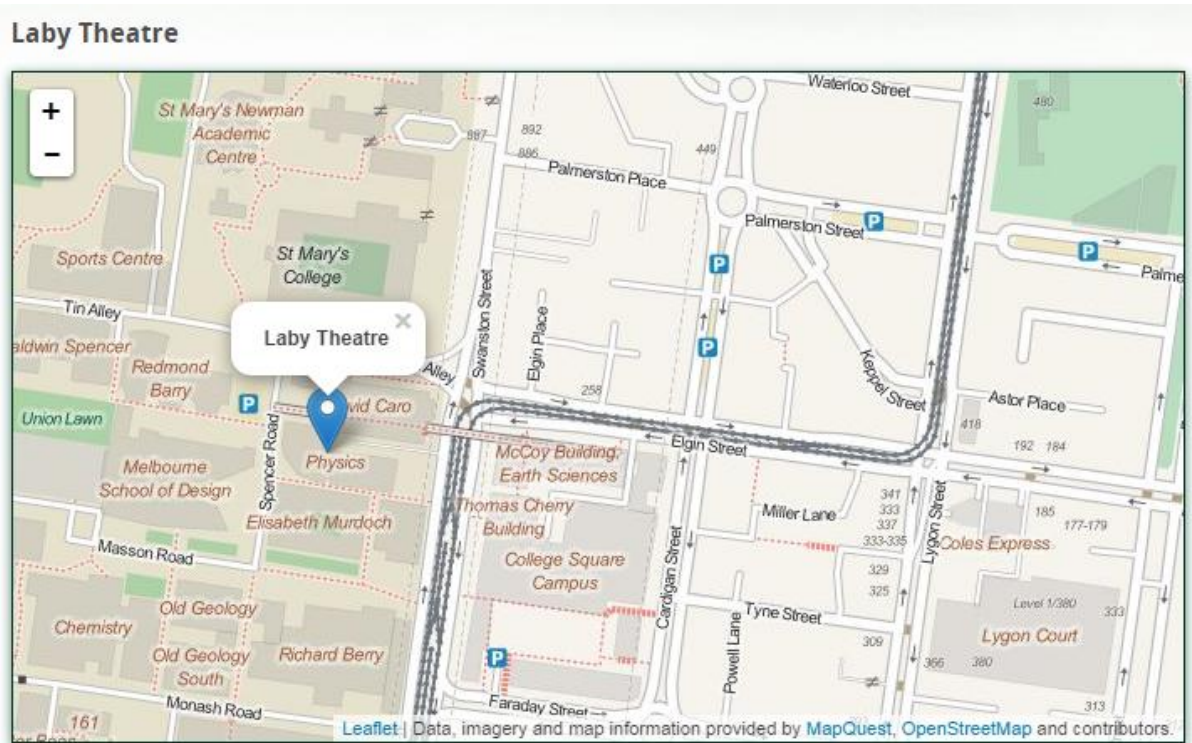 Laby Theatre
+
−
Waterloo Street
480
St Mary's Newman
Academic
Centre
887
892
886
449
Palmerston Place
P
Palmerston Street
P
Palme
Sports Centre
St Mary's
College
P
Swanston Street
Tin Alley
Laby Theatre
×
Elgin Place
P
Keppel Street
aldwin Spencer
Redmond
Barry
Alley
258
Astor Place
P
vid Caro
Union Lawn
418
192
184
Elgin Street
Physics
McCoy Building,
Earth Sciences
Spencer Road
Melbourne
School of Design
Lygon Street
341
333
337
333-335
Miller Lane
185
177-179
Thomas Cherry
Building
Elisabeth Murdoch
Coles Express
Masson Road
College Square
Campus
Cardigan Street
329
325
Old Geology
Tyne Street
Level 1/380
333
Chemistry
309
Lygon Court
Old Geology
South
Richard Berry
P
Powell Lane
366
380
Monash Road
Faraday Street
313
161
Leaflet | Data, imagery and map information provided by MapQuest, OpenStreetMap and contributors.